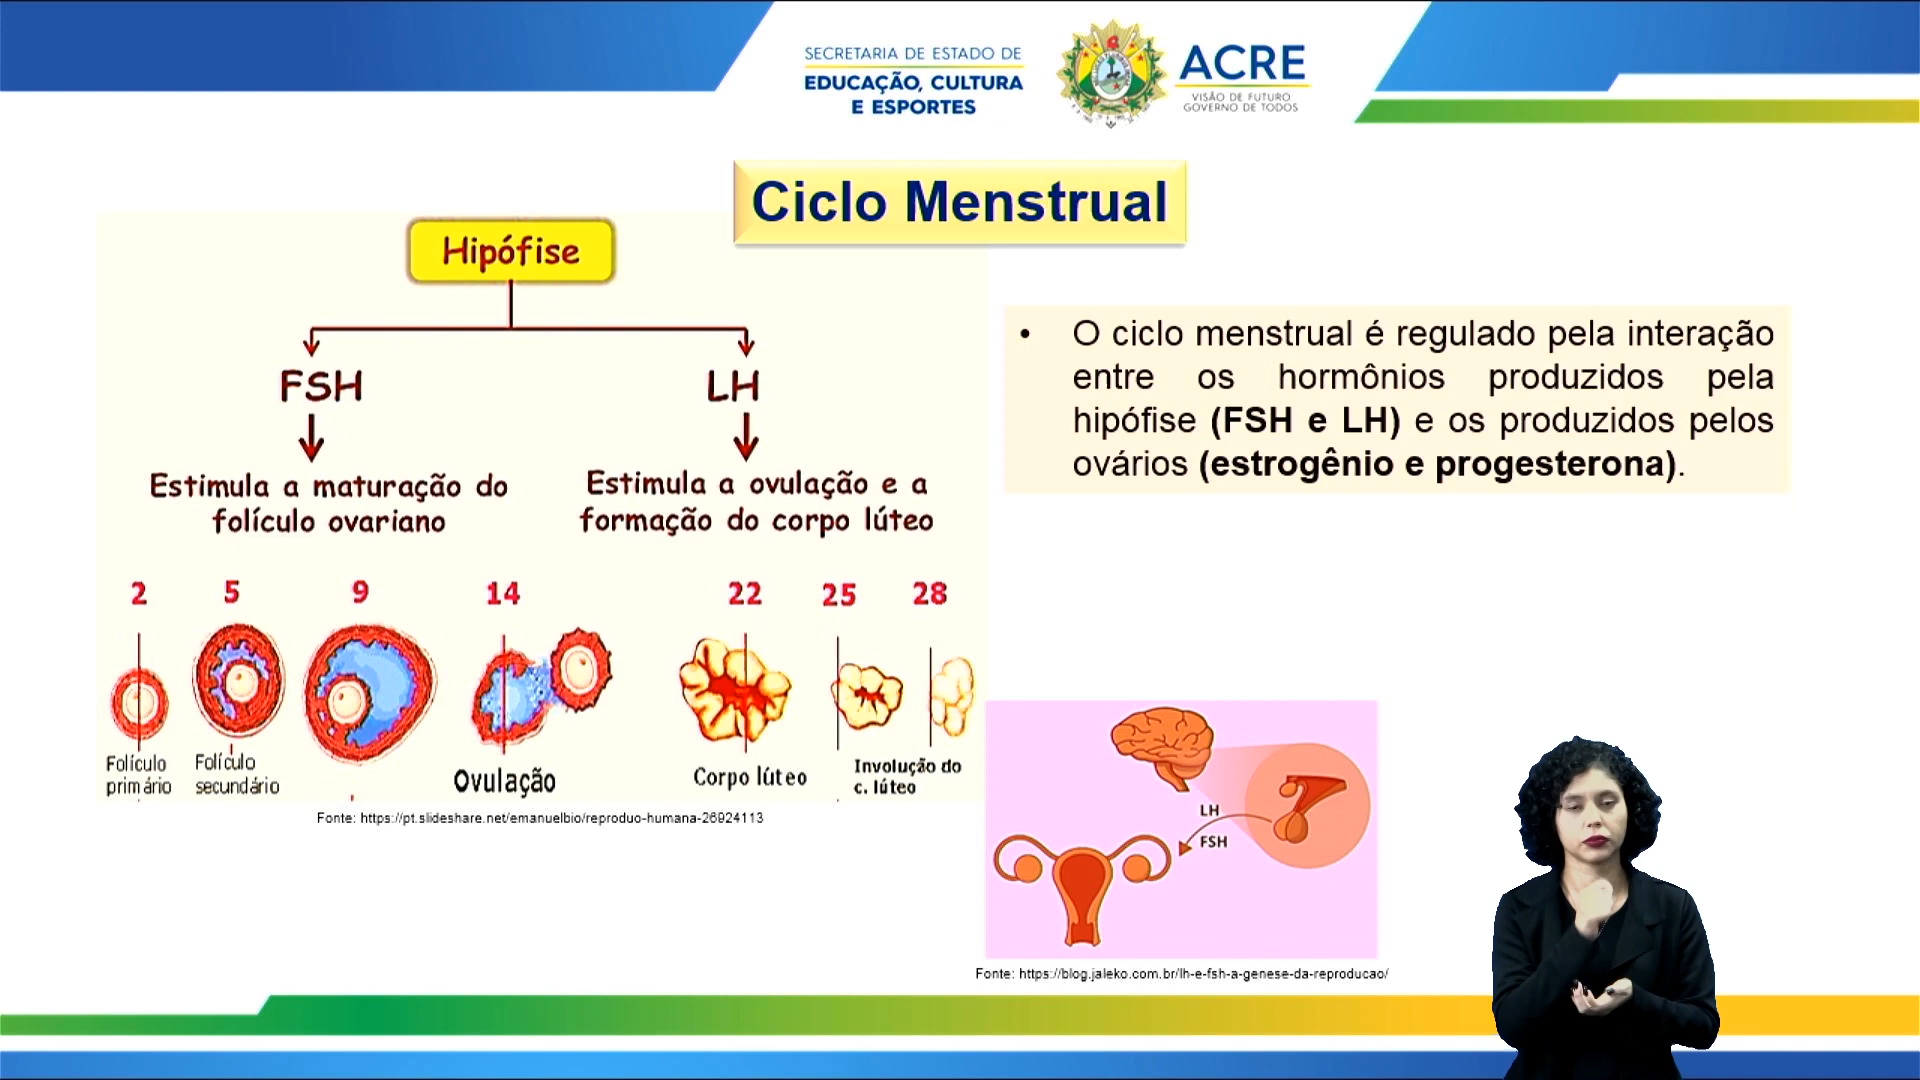 SECRETARIA DE ESTADO DE
EDUCAÇÃO, CULTURA
E ESPORTES
ACRE
VISÃO DE FUTURO
GOVERNO DE TODOS
Ciclo Menstrual
Hipófise
FSH
LH
Estimula a maturação do
folículo ovariano
Estimula a ovulação e a
formação do corpo lúteo
2 5 9 14 22 25 28
Folículo
primário
Folículo
secundário
Ovulação
Corpo lúteo
Involução do
c. lúteo
Fonte: https://pt.slideshare.net/emanuelbio/reproduo-humana-26924113
• O ciclo menstrual é regulado pela interação
entre os hormônios produzidos pela
hipófise (FSH e LH) e os produzidos pelos
ovários (estrogênio e progesterona).
LH
FSH
Fonte: https://blog.jaleko.com.br/lh-e-fsh-a-genese-da-reproducao/